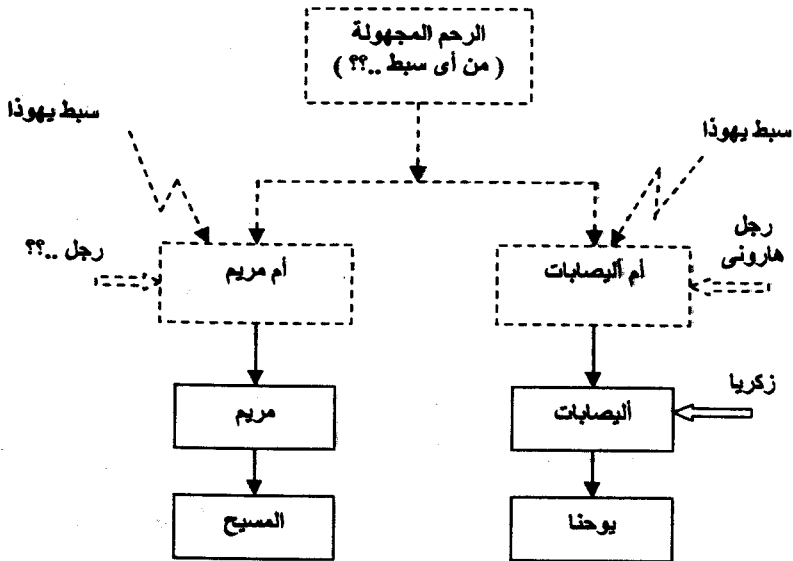 الرحم المجهولة
( من أى سبط ..؟؟ )
سبط يهوذا
سبط يهوذا
رجل
هارونى
أم أليصابات
أم مريم
رجل ..؟؟
زكريا
أليصابات
مريم
يوحنا
المسيح